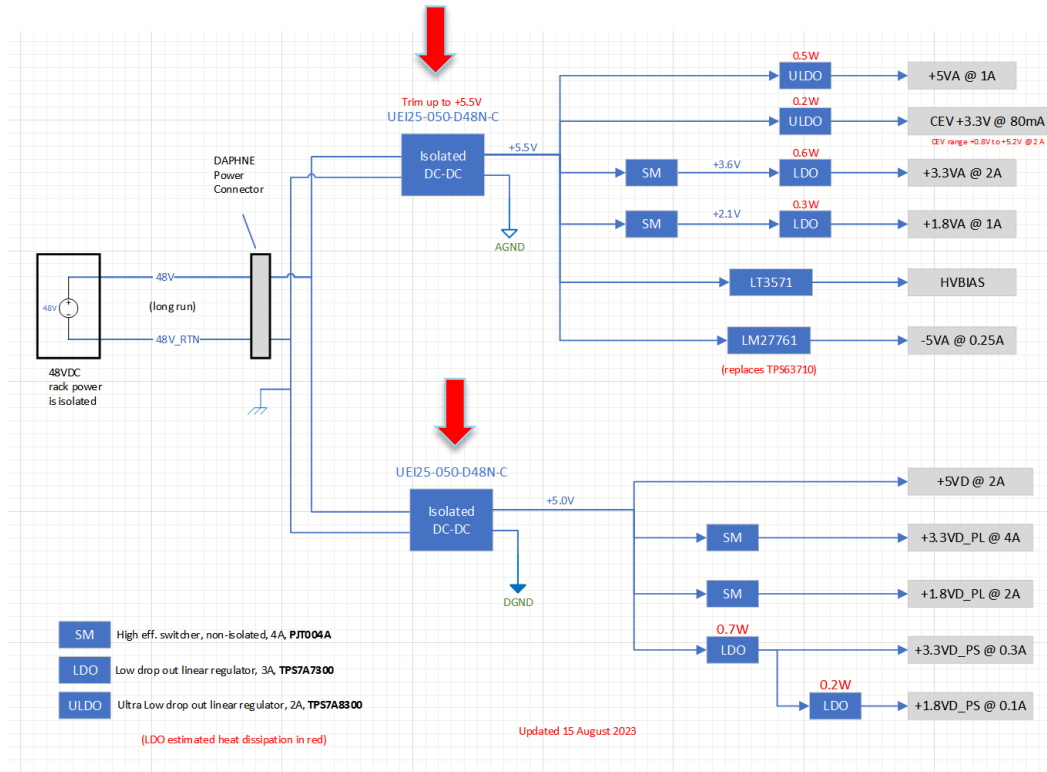 Trim up to +5.5V
UEI25-050-D48N-C
Isolated
DC-DC
+5.5V
AGND
DAPHNE
Power
Connector
48V
48V
(long run)
48V_RTN
48VDC
rack power
is isolated
0.5W
ULDO
+5VA @ 1A
0.2W
ULDO
CEV +3.3V @ 80mA
CEV range +0.8V to +5.2V @ 2 A
SM
+3.6V
0.6W
LDO
+3.3VA @ 2A
SM
+2.1V
0.3W
LDO
+1.8VA @ 1A
LT3571
HVBIAS
LM27761
-5VA @ 0.25A
(replaces TPS63710)
UEI25-050-D48N-C
Isolated
DC-DC
+5.0V
DGND
+5VD @ 2A
SM
+3.3VD_PL @ 4A
SM
+1.8VD_PL @ 2A
0.7W
LDO
+3.3VD_PS @ 0.3A
0.2W
LDO
+1.8VD_PS @ 0.1A
SM High eff. switcher, non-isolated, 4A, PJT004A
LDO Low drop out linear regulator, 3A, TPS7A7300
ULDO Ultra Low drop out linear regulator, 2A, TPS7A8300
(LDO estimated heat dissipation in red)
Updated 15 August 2023